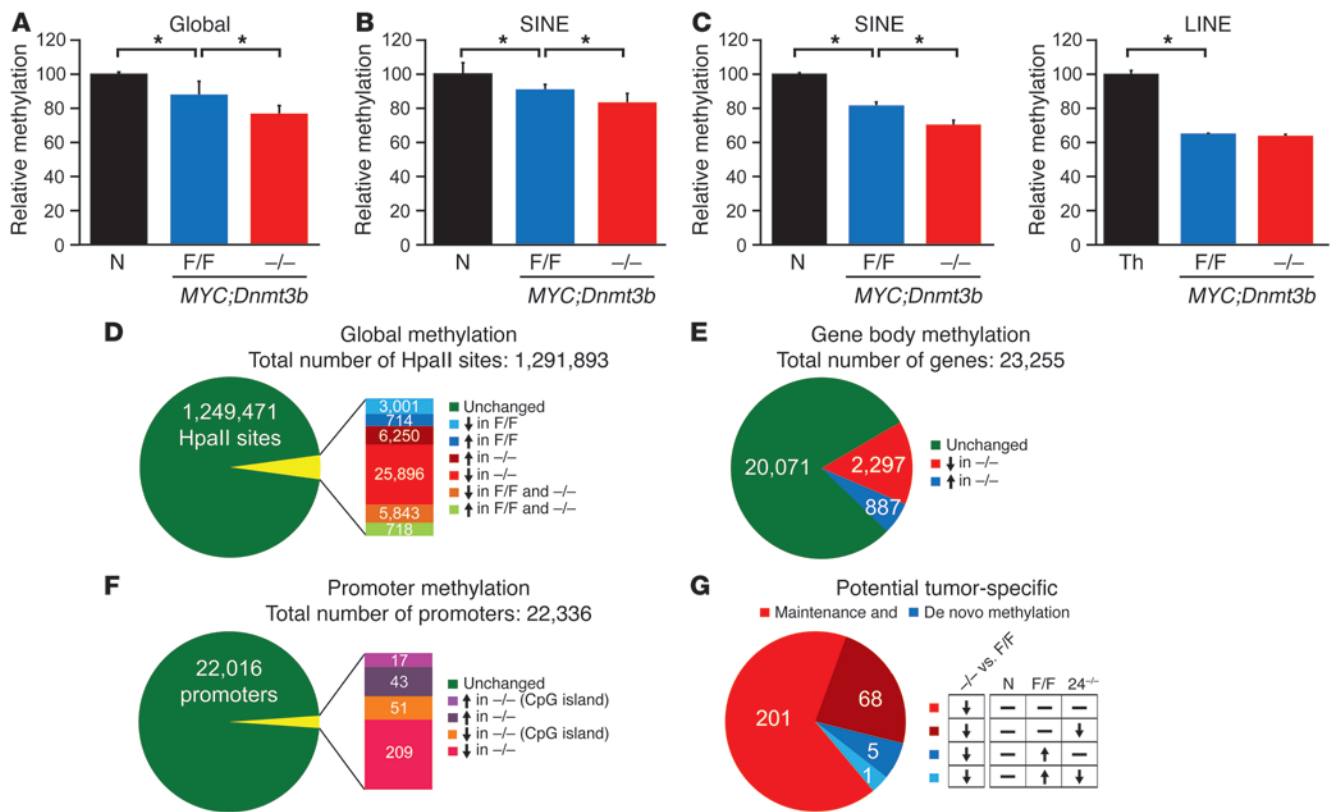 A Global
Relative methylation
120
100
80
60
40
20
0
* *
N F/F –/–
MYC;Dnmt3b
B SINE
Relative methylation
120
100
80
60
40
20
0
* *
N F/F –/–
MYC;Dnmt3b
C SINE
Relative methylation
120
100
80
60
40
20
0
* *
N F/F –/–
MYC;Dnmt3b
LINE
Relative methylation
120
100
80
60
40
20
0
*
Th F/F –/–
MYC;Dnmt3b
D Global methylation
Total number of HpaII sites: 1,291,893
1,249,471
HpaII sites
3,001
714
6,250
25,896
5,843
718
Unchanged
↓ in F/F
↑ in F/F
↑ in –/–
↓ in –/–
↓ in F/F and –/–
↑ in F/F and –/–
E Gene body methylation
Total number of genes: 23,255
20,071
2,297
887
Unchanged
↓ in –/–
↑ in –/–
F Promoter methylation
Total number of promoters: 22,336
22,016
promoters
17
43
51
209
Unchanged
↑ in –/– (CpG island)
↑ in –/–
↓ in –/– (CpG island)
↓ in –/–
G Potential tumor-specific
Maintenance and De novo methylation
201
68
5
1
–/– vs. F/F
N F/F 24–/–
↓ – – –
↓ – – ↓
↓ – ↑ –
↓ – ↑ ↓